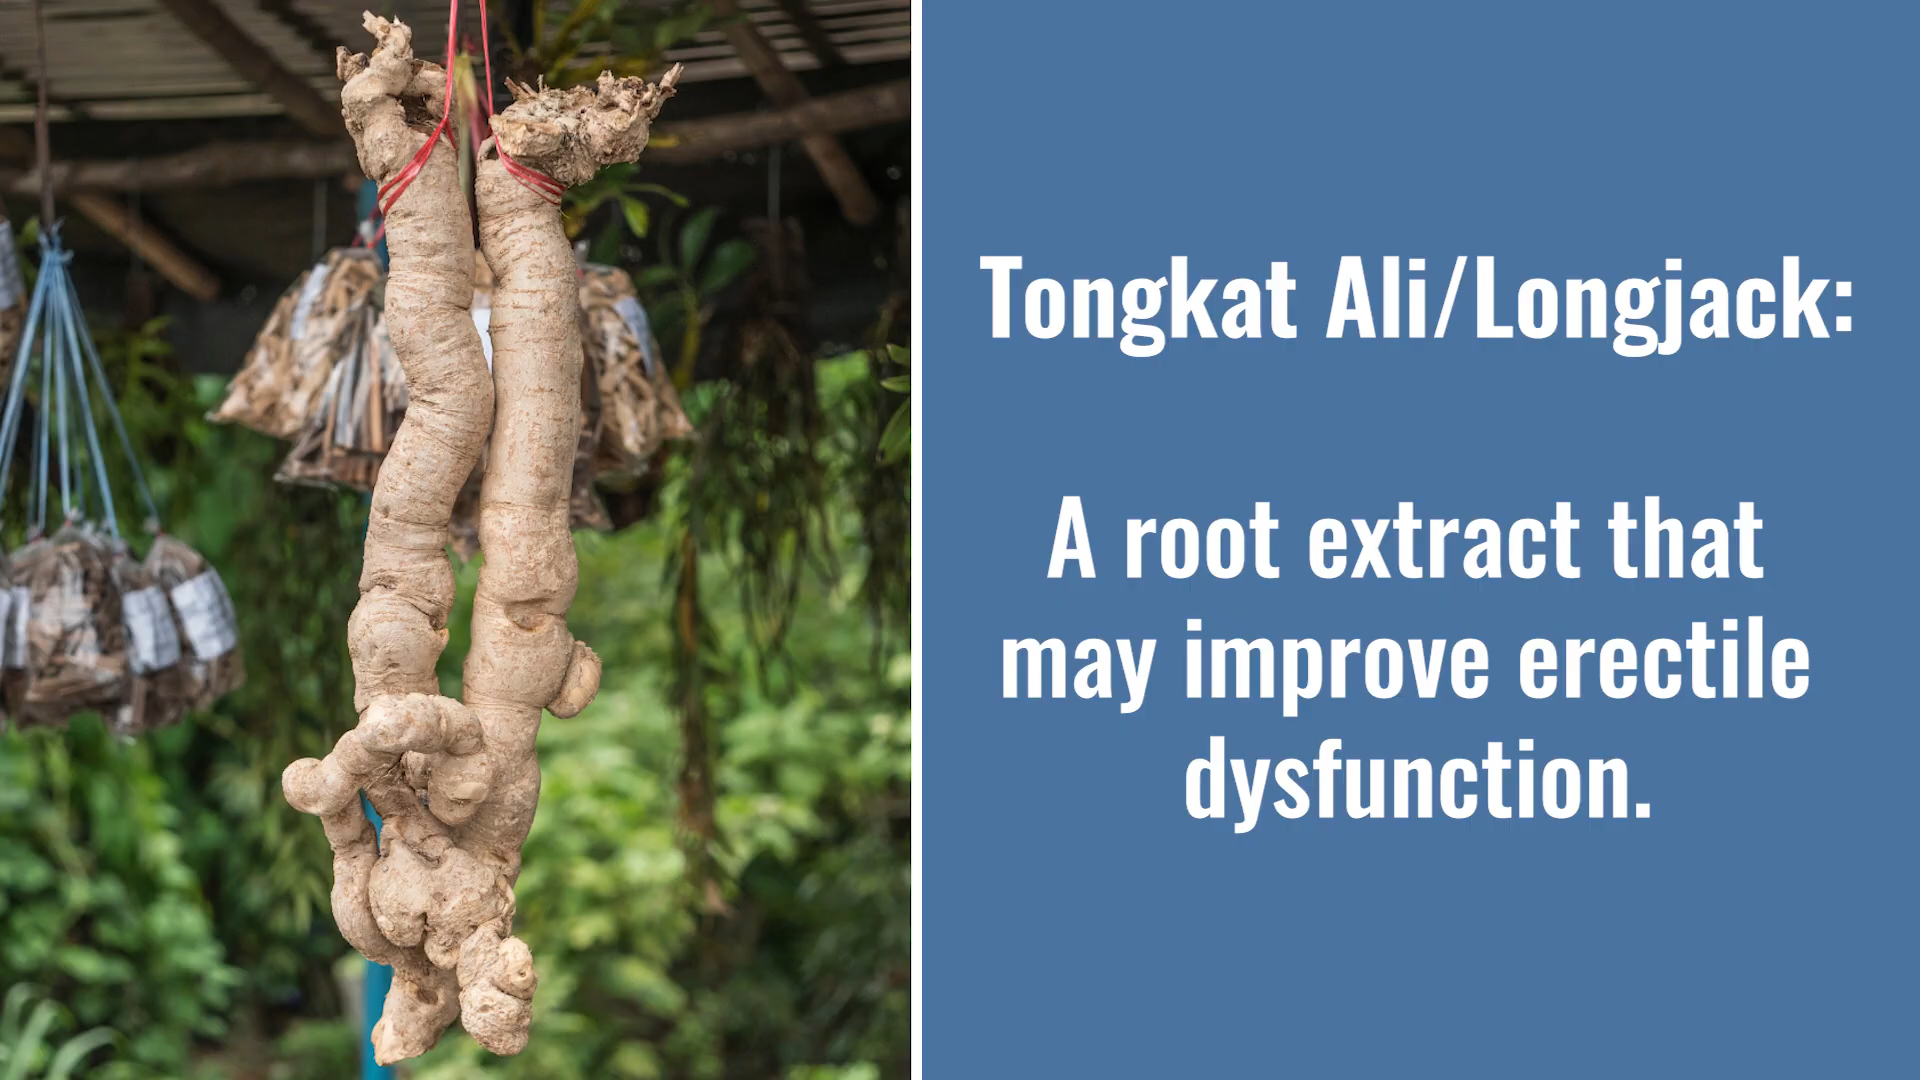 Tongkat Ali/Longjack:
A root extract that
may improve erectile
dysfunction.